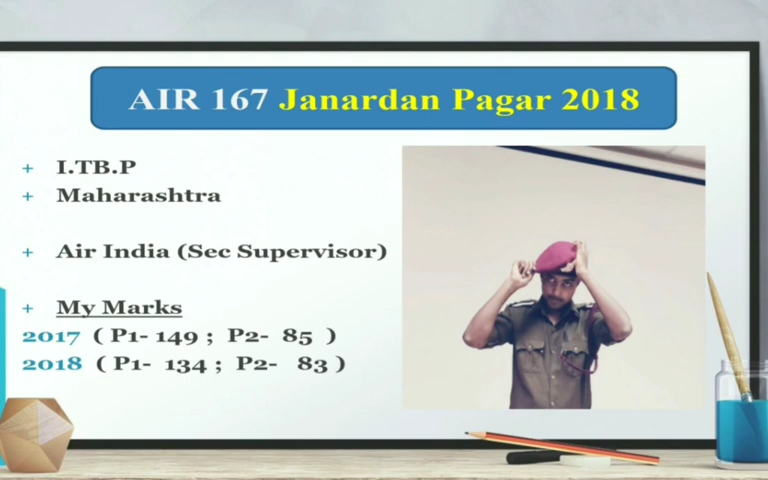 AIR 167 Janardan Pagar 2018
+ I.TB.P
+ Maharashtra
+ Air India (Sec Supervisor)
+ My Marks
2017 ( P1- 149 ; P2- 85 )
2018 ( P1- 134 ; P2- 83 )